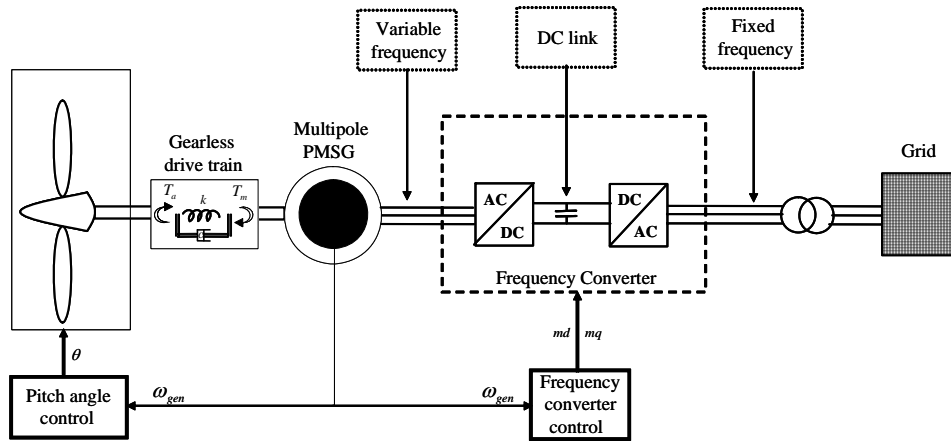 Variable
frequency
DC link
Fixed
frequency
Gearless
drive train
Multipole
PMSG
Grid
T_a
k
T_m
c
AC
DC
DC
AC
Frequency Converter
θ
md mq
Pitch angle
control
ω_gen
ω_gen
Frequency
converter
control